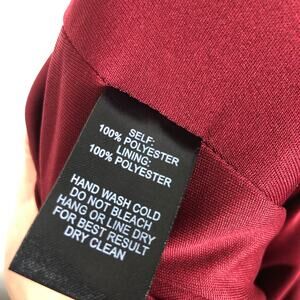 SELF:
100% POLYESTER
LINING:
100% POLYESTER
HAND WASH COLD
DO NOT BLEACH
HANG OR LINE DRY
FOR BEST RESULT
DRY CLEAN